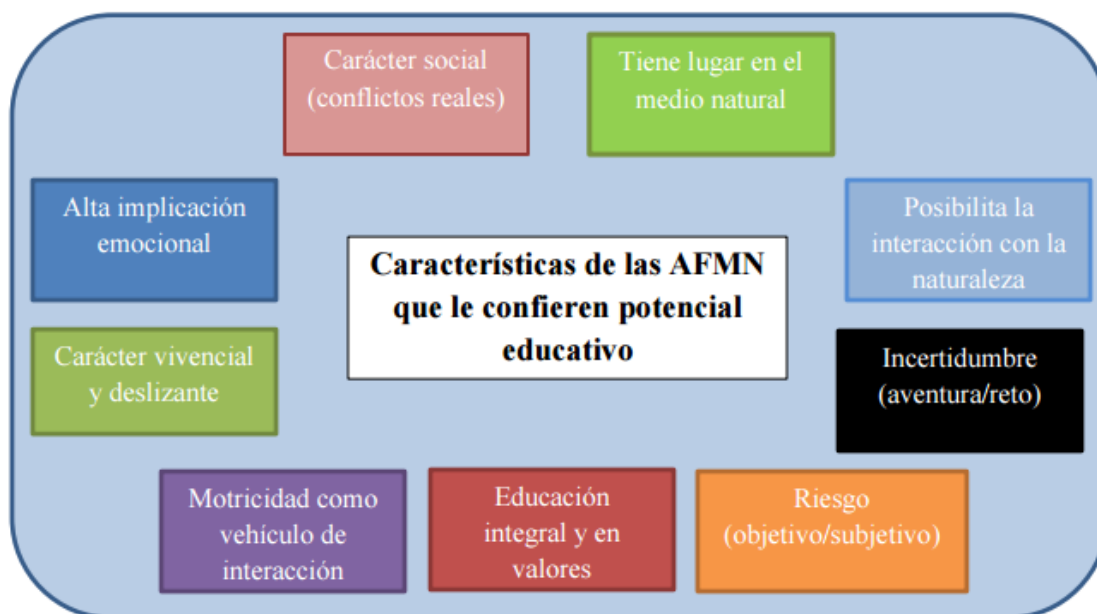 Carácter social
(conflictos reales)
Tiene lugar en el
medio natural
Alta implicación
emocional
Posibilita la
interacción con la
naturaleza
Características de las AFMN
que le confieren potencial
educativo
Carácter vivencial
y deslizante
Incertidumbre
(aventura/reto)
Motricidad como
vehículo de
interacción
Educación
integral y en
valores
Riesgo
(objetivo/subjetivo)